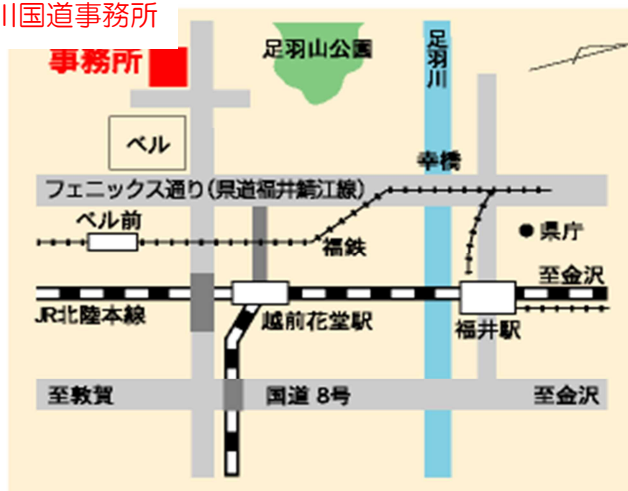 川国道事務所
事務所
足羽山公園
足羽川
ベル
幸橋
フェニックス通り(県道福井鯖江線)
ベル前
福鉄
県庁
至金沢
JR北陸本線
越前花堂駅
福井駅
至敦賀
国道 8号
至金沢